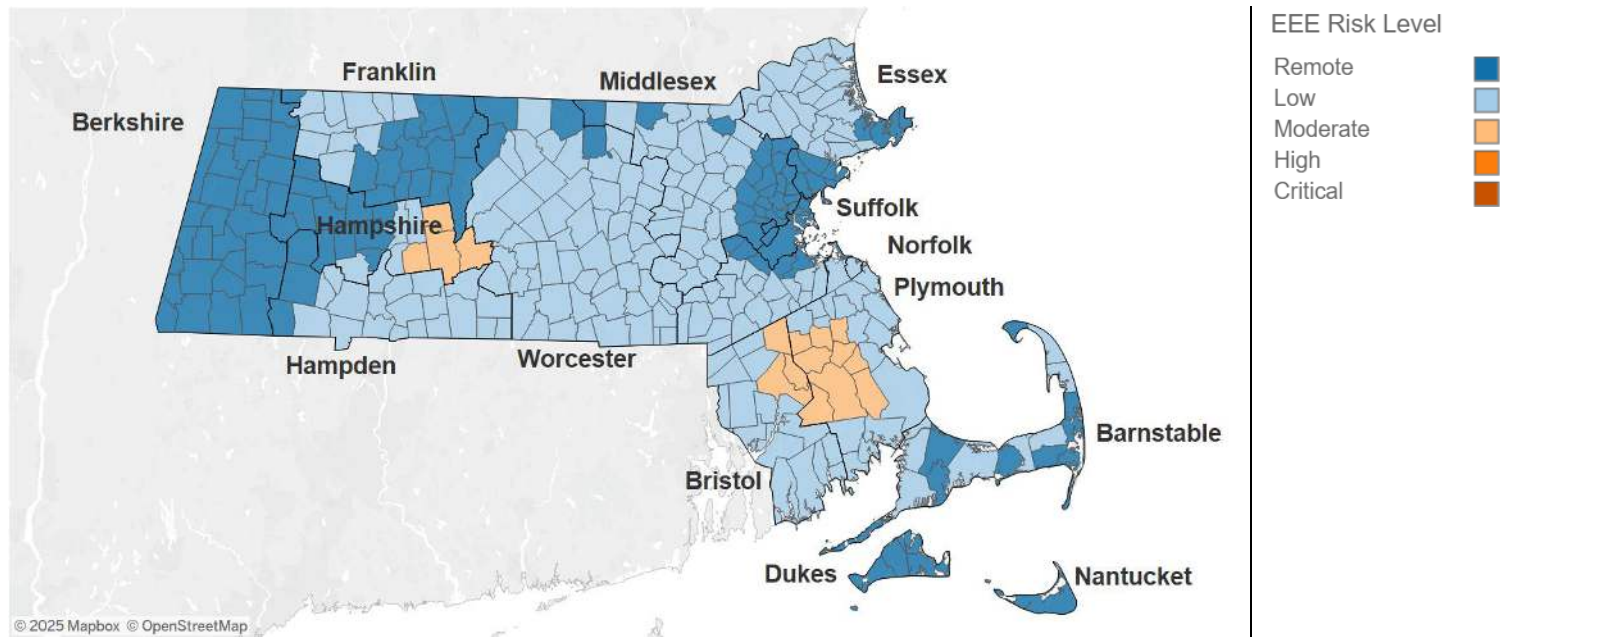 EEE Risk Level
Remote
Low
Moderate
High
Critical
Franklin
Middlesex
Essex
Berkshire
Suffolk
Hampshire
Norfolk
Plymouth
Hampden
Worcester
Barnstable
Bristol
Dukes
Nantucket
© 2025 Mapbox © OpenStreetMap